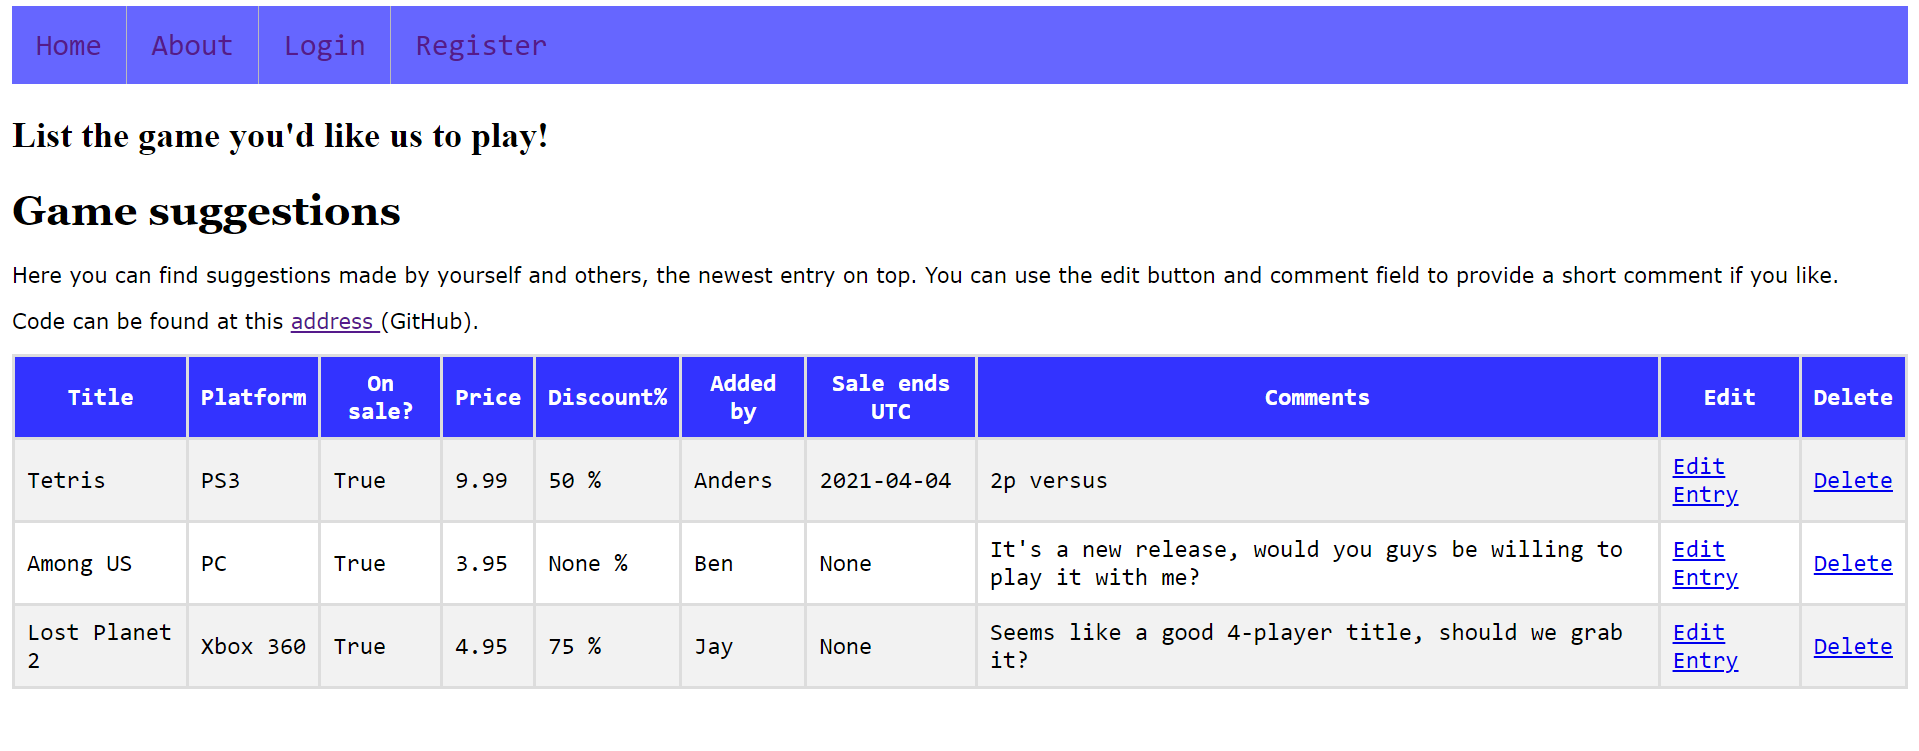 Home About Login Register
List the game you'd like us to play!
Game suggestions
Here you can find suggestions made by yourself and others, the newest entry on top. You can use the edit button and comment field to provide a short comment if you like.
Code can be found at this address (GitHub).
Title Platform On sale? Price Discount% Added by Sale ends UTC Comments Edit Delete
Tetris PS3 True 9.99 50 % Anders 2021-04-04 2p versus Edit Entry Delete
Among US PC True 3.95 None % Ben None It's a new release, would you guys be willing to play it with me? Edit Entry Delete
Lost Planet 2 Xbox 360 True 4.95 75 % Jay None Seems like a good 4-player title, should we grab it? Edit Entry Delete